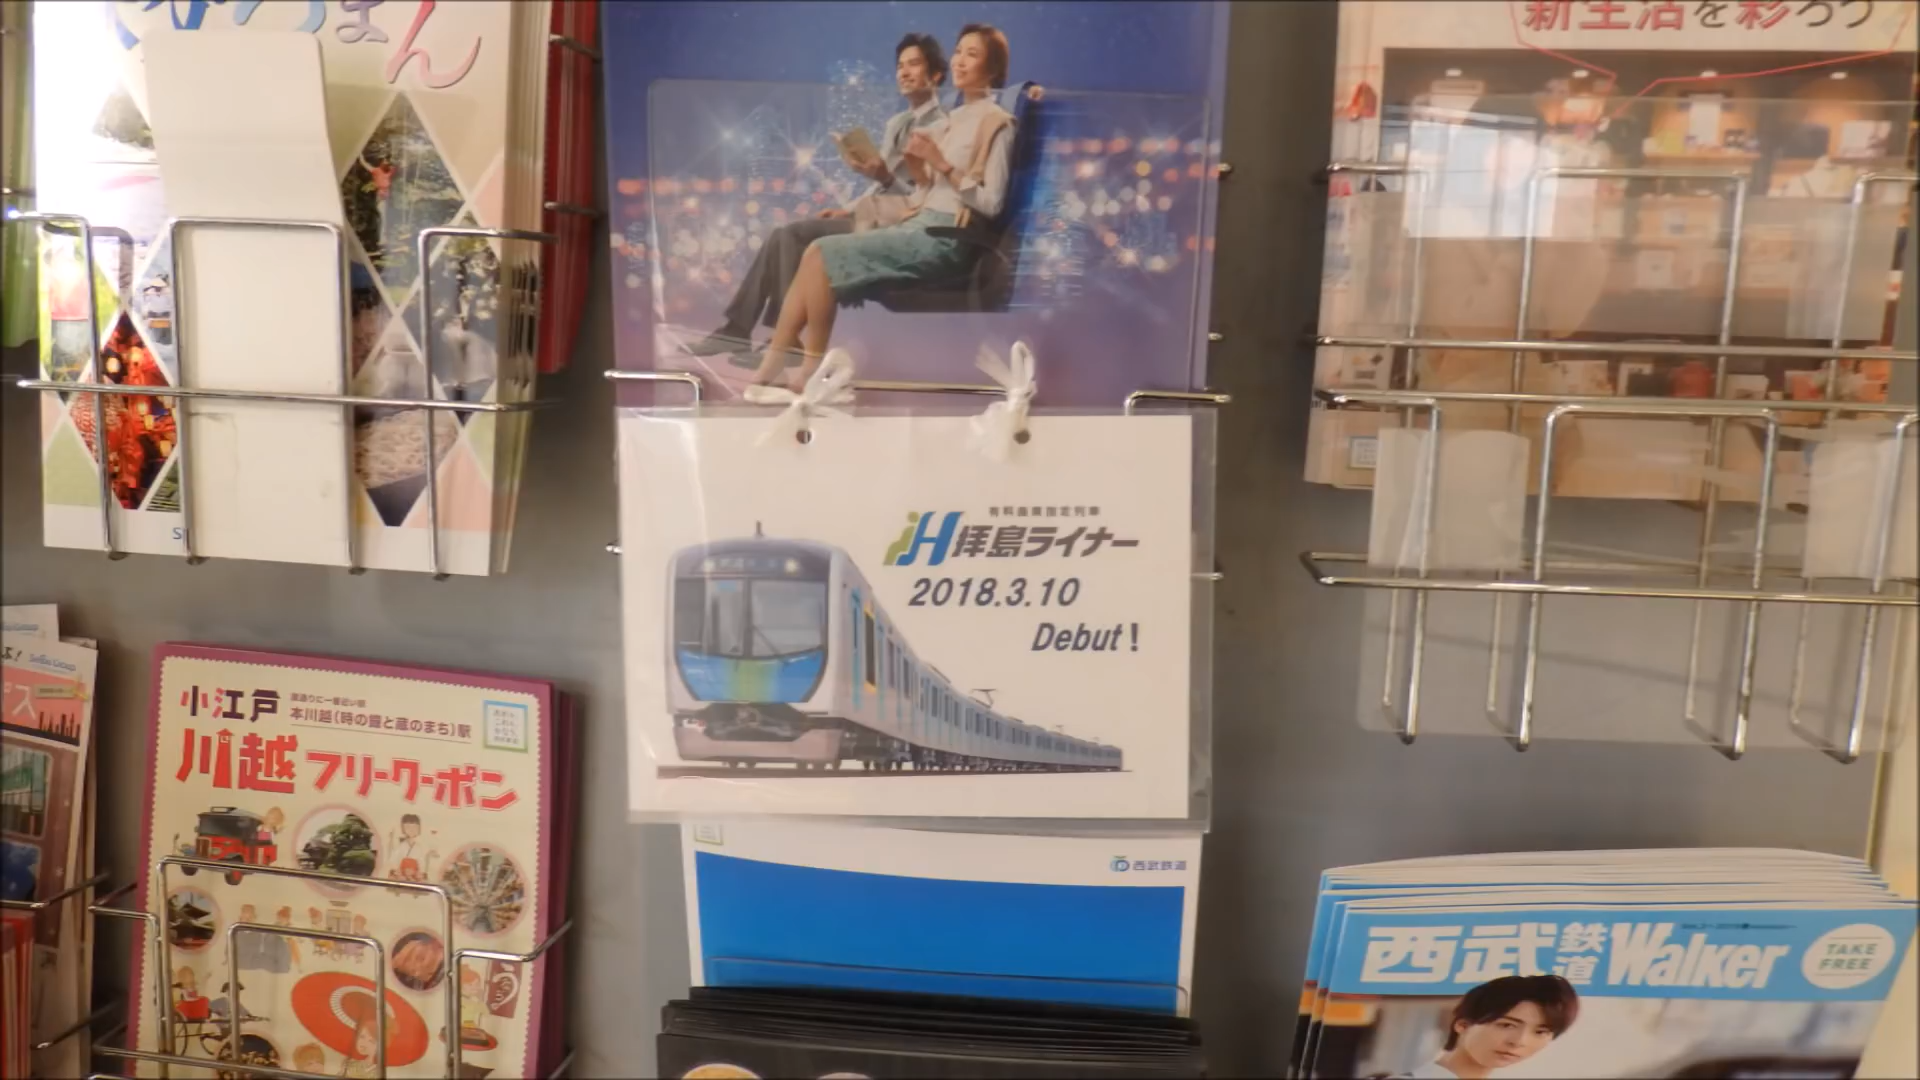 まん
新生活を彩ろう
有料座席指定列車
拝島ライナー
2018.3.10
Debut!
小江戸
本川越(時の鐘と蔵のまち)駅
川越フリークーポン
西武鉄道
西武鉄道Walker
TAKE
FREE